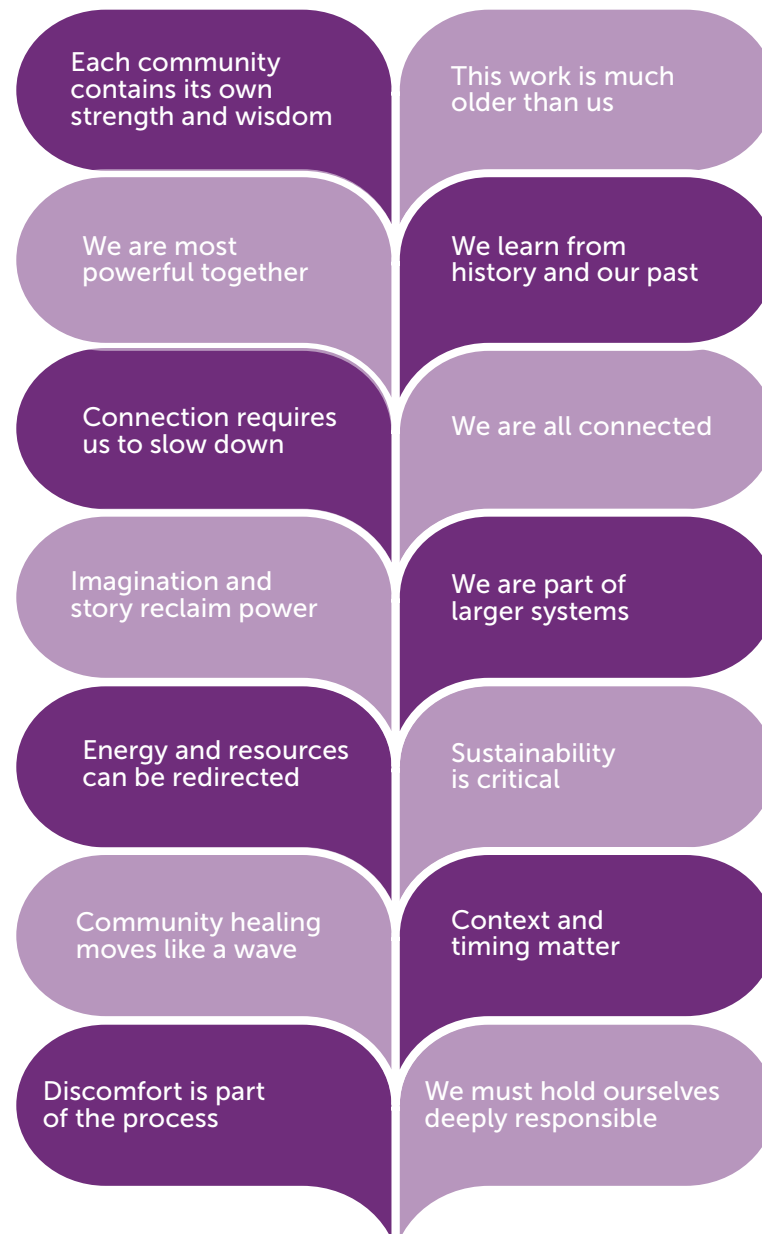 Each community
contains its own
strength and wisdom
This work is much
older than us
We are most
powerful together
We learn from
history and our past
Connection requires
us to slow down
We are all connected
Imagination and
story reclaim power
We are part of
larger systems
Energy and resources
can be redirected
Sustainability
is critical
Community healing
moves like a wave
Context and
timing matter
Discomfort is part
of the process
We must hold ourselves
deeply responsible